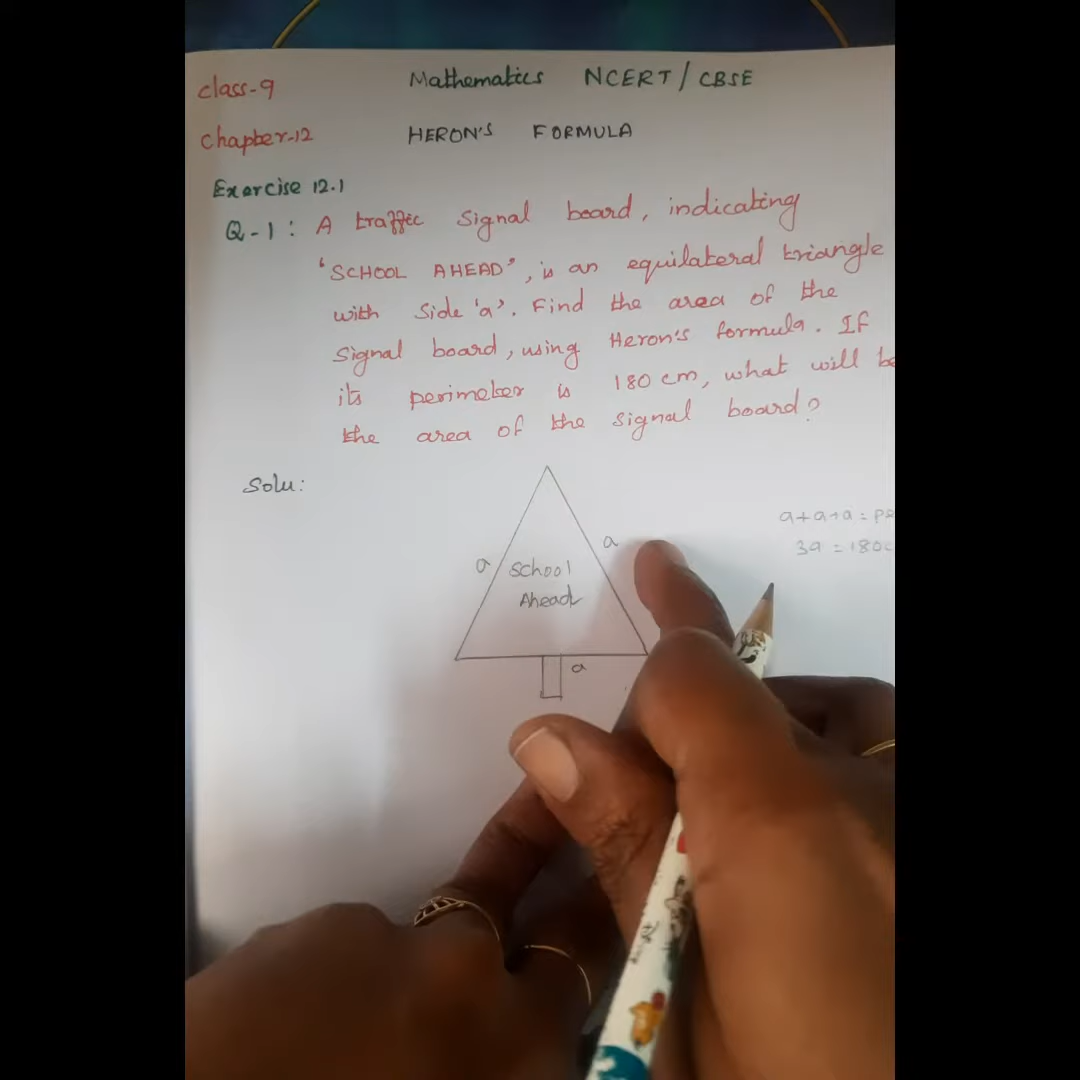 class-9 Mathematics NCERT / CBSE
Chapter-12 HERON'S FORMULA
Exercise 12.1
Q-1: A traffic signal board, indicating
'SCHOOL AHEAD', is an equilateral triangle
with side 'a'. Find the area of the
signal board, using Heron's formula. If
its perimeter is 180 cm, what will be
the area of the signal board?
Solu:
a+a+a =
3a = 180
a
a
School
Ahead
a